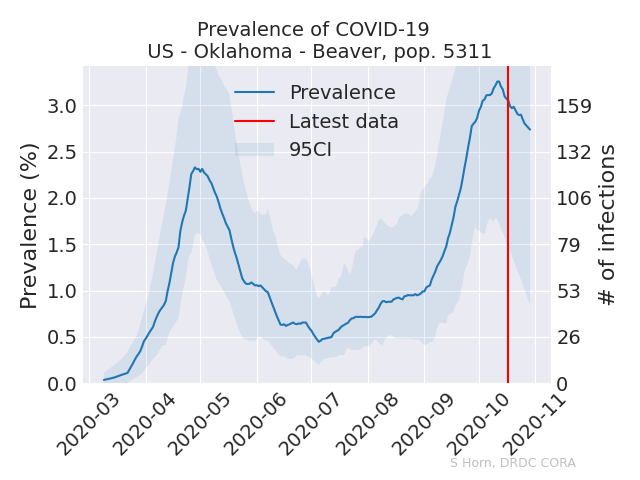 Prevalence of COVID-19
US - Oklahoma - Beaver, pop. 5311
Prevalence
Latest data
95CI
Prevalence (%)
3.0
2.5
2.0
1.5
1.0
0.5
0.0
159
132
106
79
53
26
0
# of infections
2020-03
2020-04
2020-05
2020-06
2020-07
2020-08
2020-09
2020-10
2020-11
S Horn, DRDC CORA